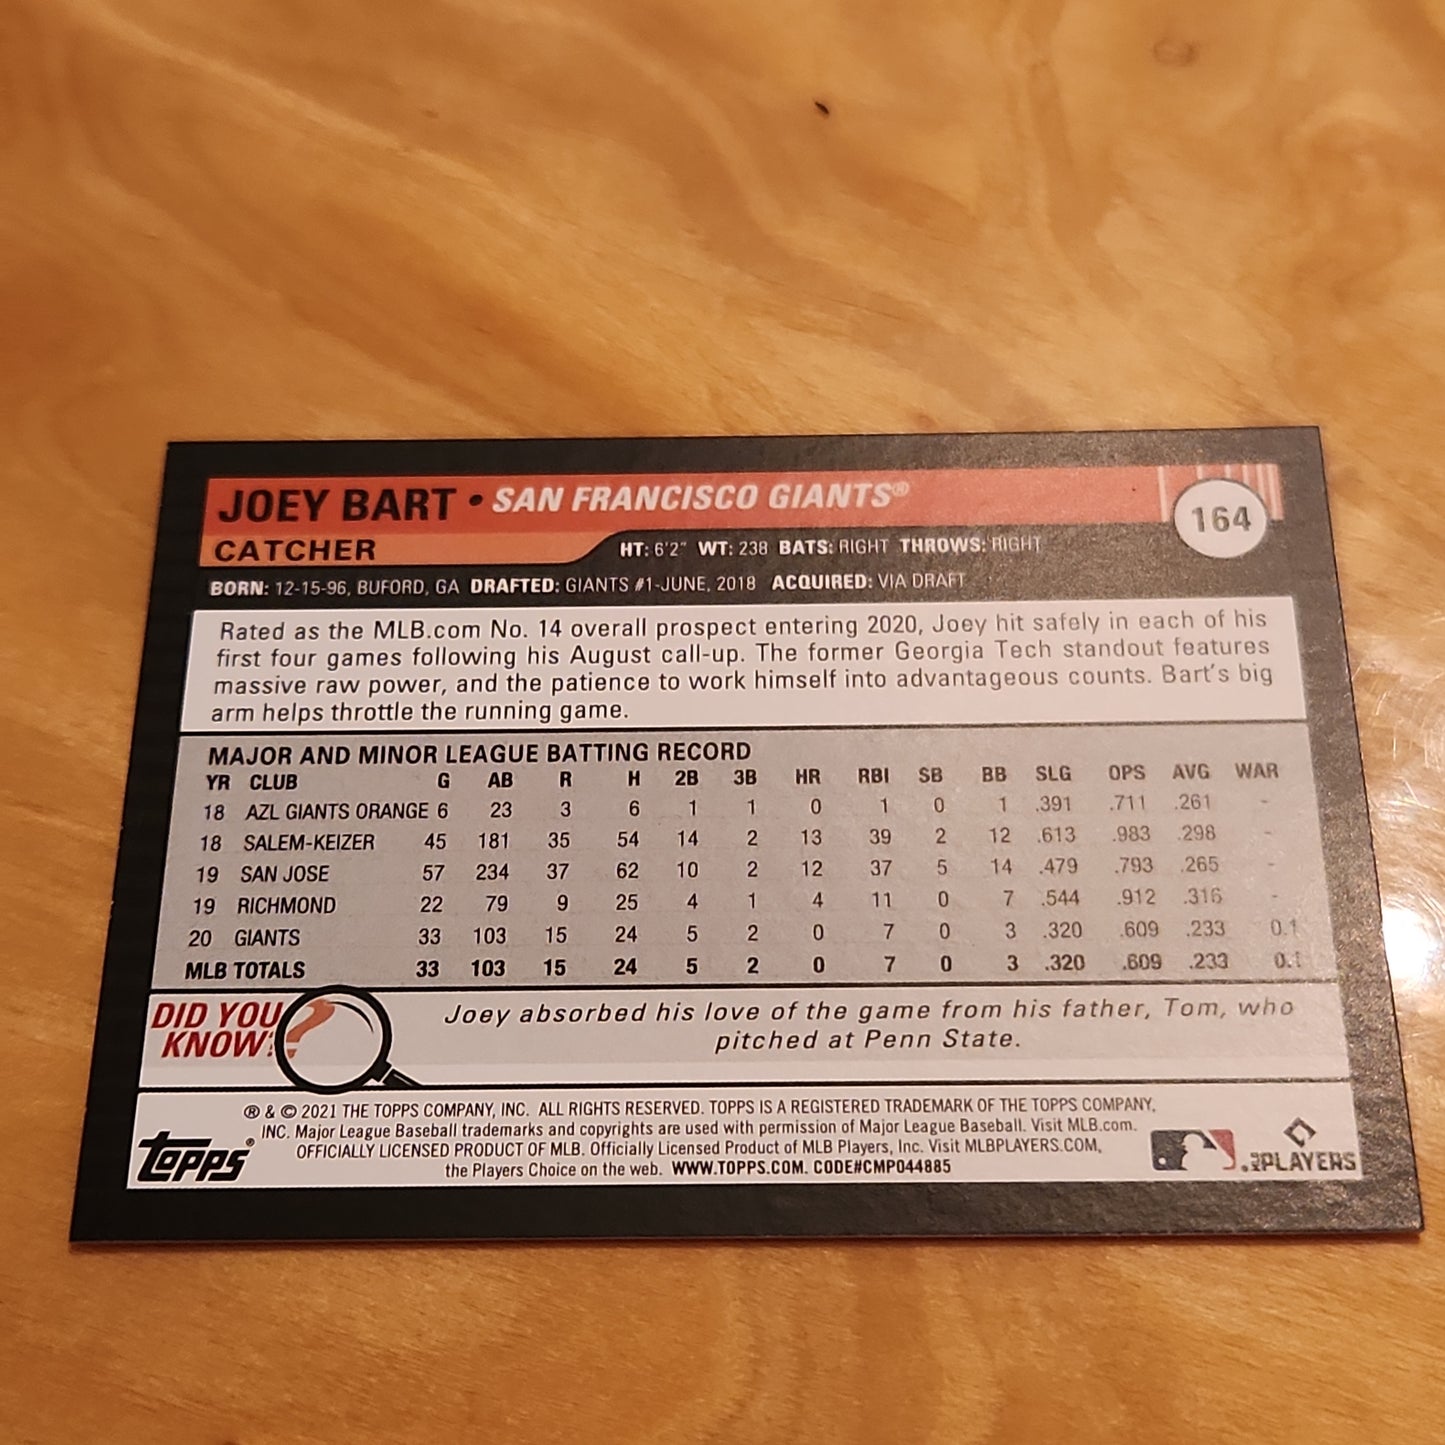 JOEY BART • SAN FRANCISCO GIANTS®
164
CATCHER
HT: 6'2" WT: 238 BATS: RIGHT THROWS: RIGHT
BORN: 12-15-96, BUFORD, GA DRAFTED: GIANTS #1-JUNE, 2018 ACQUIRED: VIA DRAFT
Rated as the MLB.com No. 14 overall prospect entering 2020, Joey hit safely in each of his
first four games following his August call-up. The former Georgia Tech standout features
massive raw power, and the patience to work himself into advantageous counts. Bart's big
arm helps throttle the running game.
MAJOR AND MINOR LEAGUE BATTING RECORD
YR CLUB G AB R H 2B 3B HR RBI SB BB SLG OPS AVG WAR
18 AZL GIANTS ORANGE 6 23 3 6 1 1 0 1 0 1 .391 .711 .261 -
18 SALEM-KEIZER 45 181 35 54 14 2 13 39 2 12 .613 .983 .298 -
19 SAN JOSE 57 234 37 62 10 2 12 37 5 14 .479 .793 .265 -
19 RICHMOND 22 79 9 25 4 1 4 11 0 7 .544 .912 .316 -
20 GIANTS 33 103 15 24 5 2 0 7 0 3 .320 .609 .233 0.1
MLB TOTALS 33 103 15 24 5 2 0 7 0 3 .320 .609 .233 0.1
DID YOU
KNOW?
Joey absorbed his love of the game from his father, Tom, who
pitched at Penn State.
® & © 2021 THE TOPPS COMPANY, INC. ALL RIGHTS RESERVED. TOPPS IS A REGISTERED TRADEMARK OF THE TOPPS COMPANY,
INC. Major League Baseball trademarks and copyrights are used with permission of Major League Baseball. Visit MLB.com.
OFFICIALLY LICENSED PRODUCT OF MLB. Officially Licensed Product of MLB Players, Inc. Visit MLBPLAYERS.COM,
the Players Choice on the web. WWW.TOPPS.COM. CODE#CMP044885
Topps®
PLAYERS